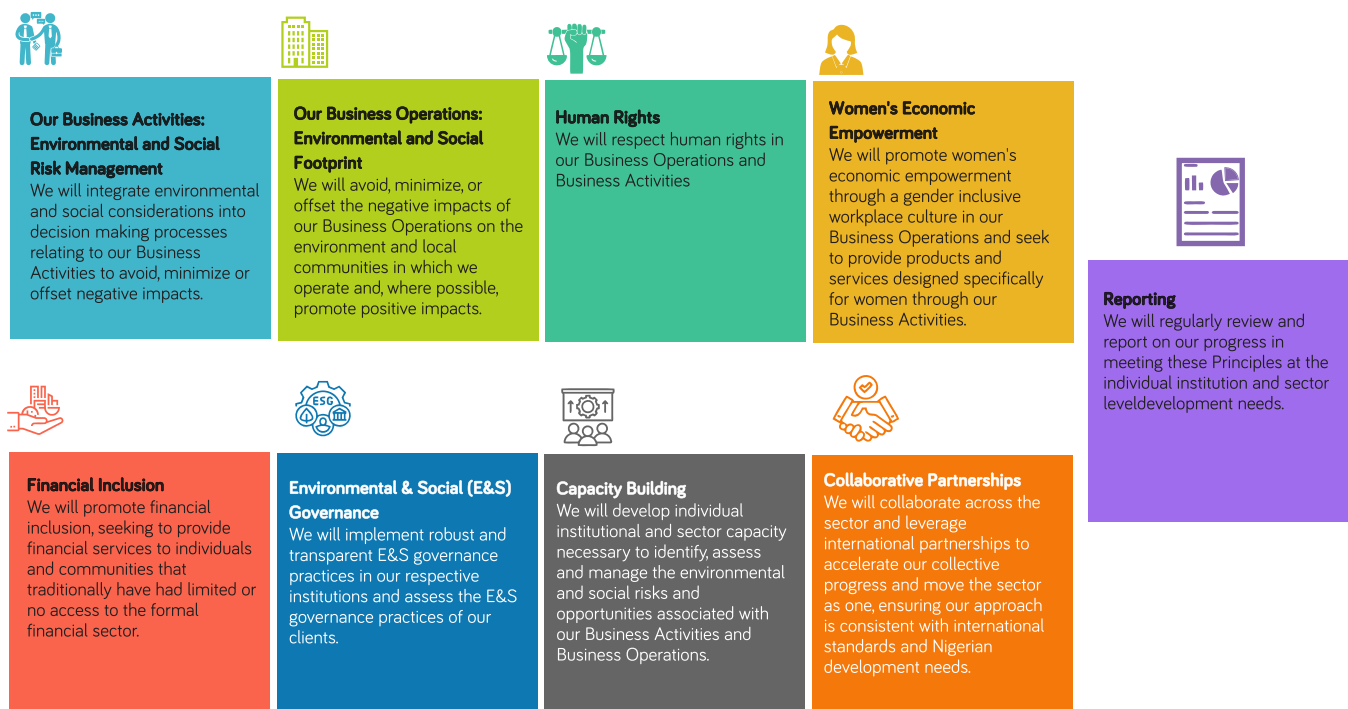 Our Business Activities:
Environmental and Social
Risk Management
We will integrate environmental
and social considerations into
decision making processes
relating to our Business
Activities to avoid, minimize or
offset negative impacts.
Our Business Operations:
Environmental and Social
Footprint
We will avoid, minimize, or
offset the negative impacts of
our Business Operations on the
environment and local
communities in which we
operate and, where possible,
promote positive impacts.
Human Rights
We will respect human rights in
our Business Operations and
Business Activities
Women's Economic
Empowerment
We will promote women's
economic empowerment
through a gender inclusive
workplace culture in our
Business Operations and seek
to provide products and
services designed specifically
for women through our
Business Activities.
Financial Inclusion
We will promote financial
inclusion, seeking to provide
financial services to individuals
and communities that
traditionally have had limited or
no access to the formal
financial sector.
ESG
Environmental & Social (E&S)
Governance
We will implement robust and
transparent E&S governance
practices in our respective
institutions and assess the E&S
governance practices of our
clients.
Capacity Building
We will develop individual
institutional and sector capacity
necessary to identify, assess
and manage the environmental
and social risks and
opportunities associated with
our Business Activities and
Business Operations.
Collaborative Partnerships
We will collaborate across the
sector and leverage
international partnerships to
accelerate our collective
progress and move the sector
as one, ensuring our approach
is consistent with international
standards and Nigerian
development needs.
Reporting
We will regularly review and
report on our progress in
meeting these Principles at the
individual institution and sector
leveldevelopment needs.